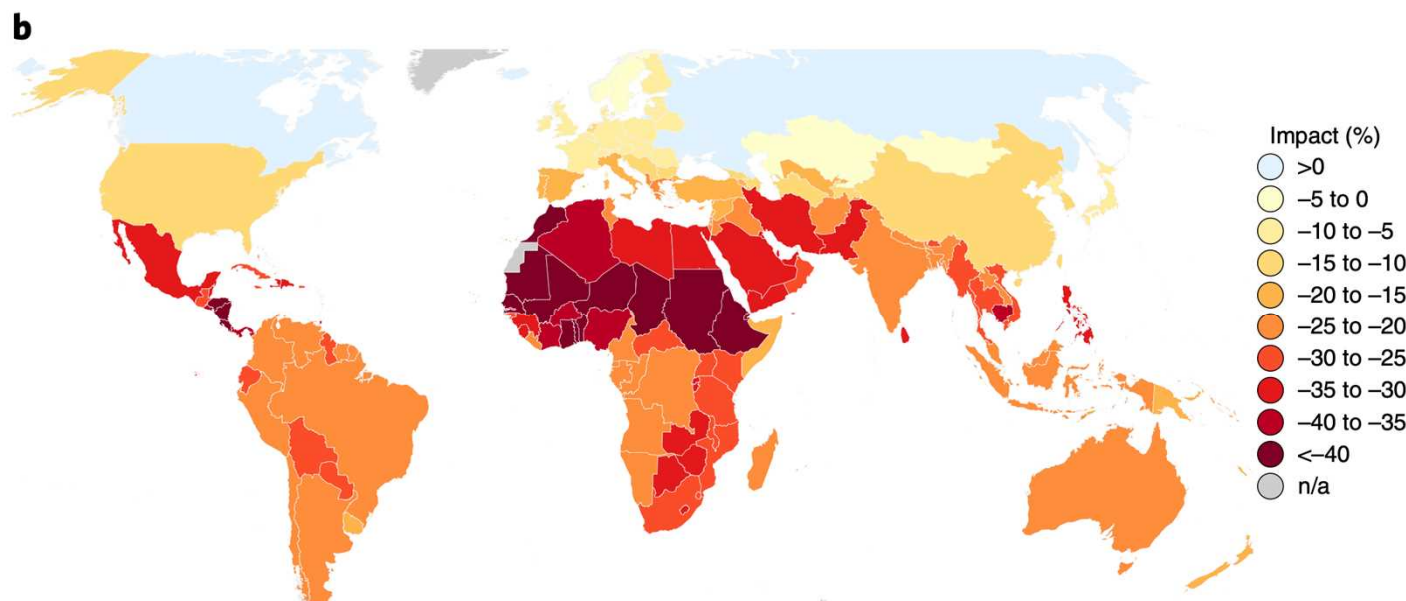 b
Impact (%)
>0
–5 to 0
–10 to –5
–15 to –10
–20 to –15
–25 to –20
–30 to –25
–35 to –30
–40 to –35
<–40
n/a